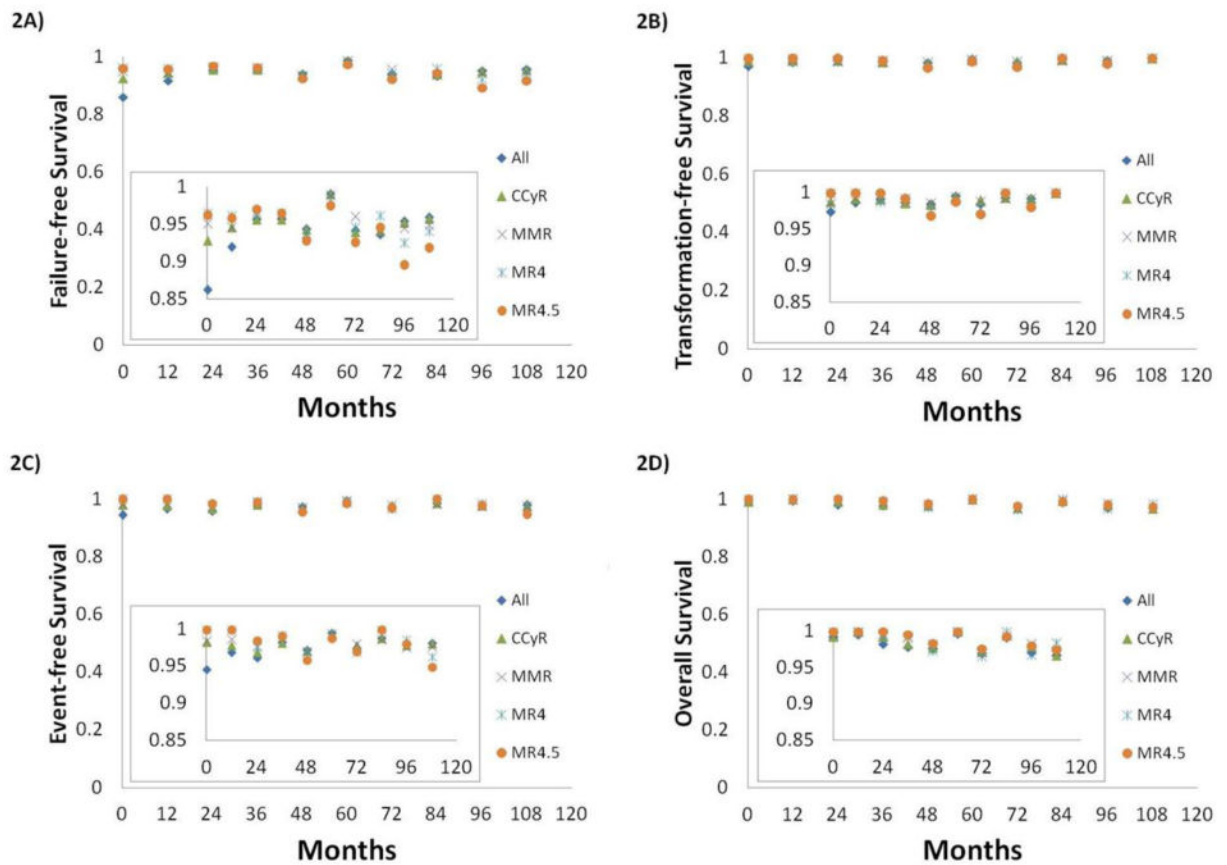 2A)
Failure-free Survival
1
0.8
0.6
0.4
0.2
0
0 12 24 36 48 60 72 84 96 108 120
Months
1
0.95
0.9
0.85
0 24 48 72 96 120
All
CCyR
MMR
MR4
MR4.5
2B)
Transformation-free Survival
1
0.8
0.6
0.4
0.2
0
0 12 24 36 48 60 72 84 96 108 120
Months
1
0.95
0.9
0.85
0 24 48 72 96 120
All
CCyR
MMR
MR4
MR4.5
2C)
Event-free Survival
1
0.8
0.6
0.4
0.2
0
0 12 24 36 48 60 72 84 96 108 120
Months
1
0.95
0.9
0.85
0 24 48 72 96 120
All
CCyR
MMR
MR4
MR4.5
2D)
Overall Survival
1
0.8
0.6
0.4
0.2
0
0 12 24 36 48 60 72 84 96 108 120
Months
1
0.95
0.9
0.85
0 24 48 72 96 120
All
CCyR
MMR
MR4
MR4.5